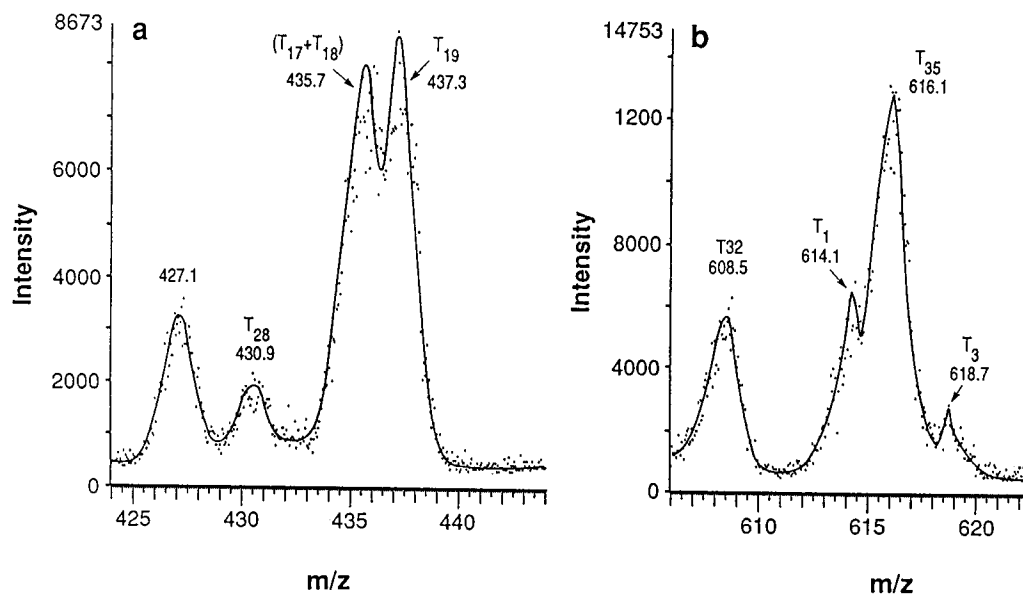 8673
a
(T17+T18)
435.7
T19
437.3
6000
4000
2000
0
427.1
T28
430.9
425
430
435
440
Intensity
m/z
14753
b
T35
616.1
1200
8000
4000
0
T32
608.5
T1
614.1
T3
618.7
610
615
620
Intensity
m/z